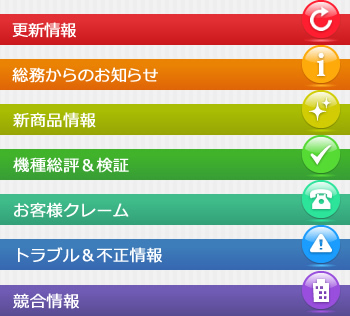 更新情報
総務からのお知らせ
新商品情報
機種総評＆検証
お客様クレーム
トラブル＆不正情報
競合情報